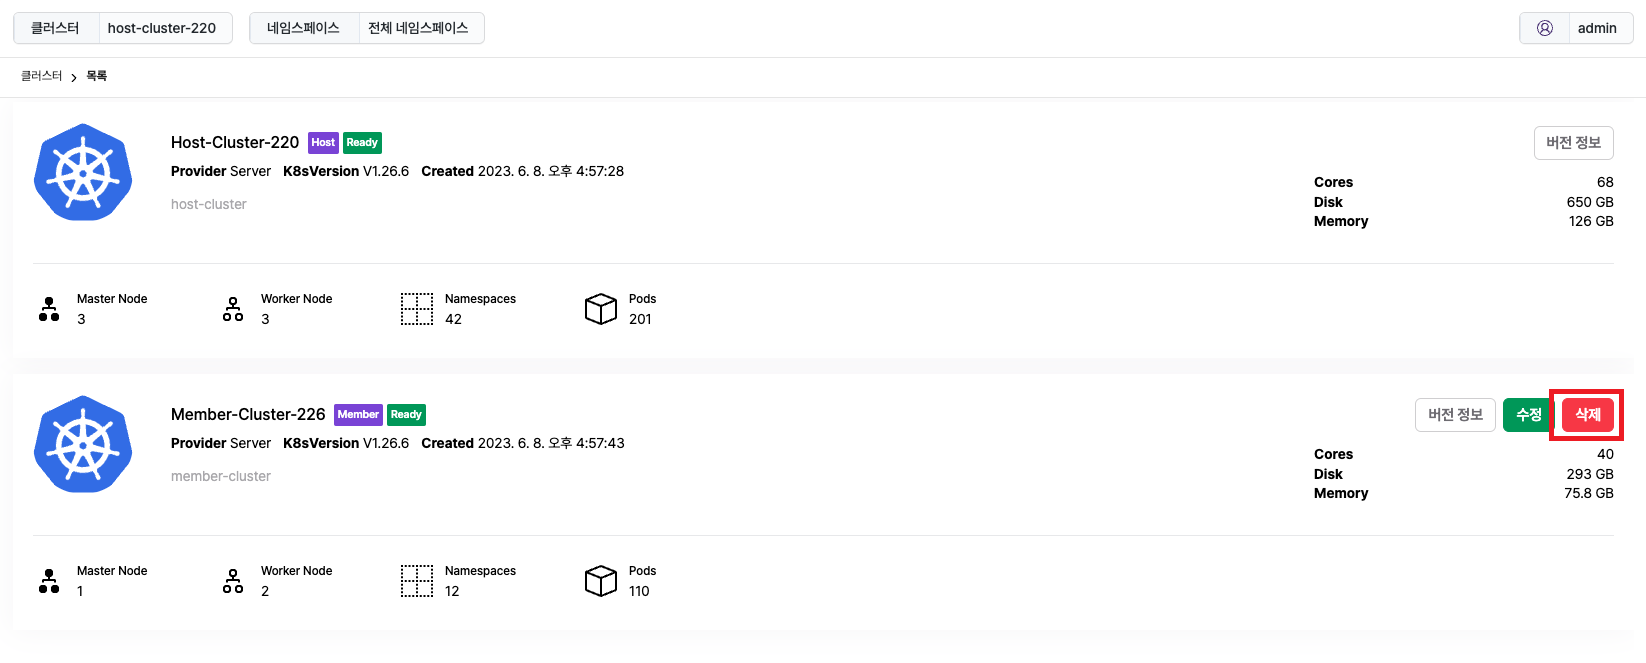 클러스터 host-cluster-220 네임스페이스 전체 네임스페이스 admin
클러스터 > 목록
Host-Cluster-220 Host Ready 버전 정보
Provider Server K8sVersion V1.26.6 Created 2023. 6. 8. 오후 4:57:28
host-cluster
Cores 68
Disk 650 GB
Memory 126 GB
Master Node Worker Node Namespaces Pods
3 3 42 201
Member-Cluster-226 Member Ready 버전 정보 수정 삭제
Provider Server K8sVersion V1.26.6 Created 2023. 6. 8. 오후 4:57:43
member-cluster
Cores 40
Disk 293 GB
Memory 75.8 GB
Master Node Worker Node Namespaces Pods
1 2 12 110